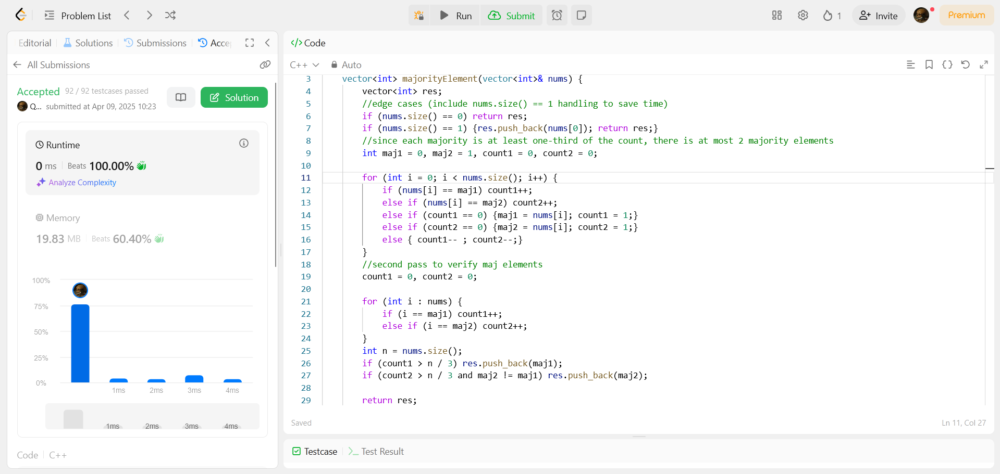 Problem List
Run
Submit
1
Invite
Premium
Editorial
Solutions
Submissions
Acce
All Submissions
Accepted 92 / 92 testcases passed
Q... submitted at Apr 09, 2025 10:23
Solution
Runtime
0 ms Beats 100.00%
Analyze Complexity
Memory
19.83 MB Beats 60.40%
100%
75%
50%
25%
0%
1ms 2ms 3ms 4ms
1ms 2ms 3ms 4ms
Code C++
</> Code
C++ Auto
3 vector<int> majorityElement(vector<int>& nums) {
4 vector<int> res;
5 //edge cases (include nums.size() == 1 handling to save time)
6 if (nums.size() == 0) return res;
7 if (nums.size() == 1) {res.push_back(nums[0]); return res;}
8 //since each majority is at least one-third of the count, there is at most 2 majority elements
9 int maj1 = 0, maj2 = 1, count1 = 0, count2 = 0;
10
11 for (int i = 0; i < nums.size(); i++) {
12 if (nums[i] == maj1) count1++;
13 else if (nums[i] == maj2) count2++;
14 else if (count1 == 0) {maj1 = nums[i]; count1 = 1;}
15 else if (count2 == 0) {maj2 = nums[i]; count2 = 1;}
16 else { count1-- ; count2--;}
17 }
18 //second pass to verify maj elements
19 count1 = 0, count2 = 0;
20
21 for (int i : nums) {
22 if (i == maj1) count1++;
23 else if (i == maj2) count2++;
24 }
25 int n = nums.size();
26 if (count1 > n / 3) res.push_back(maj1);
27 if (count2 > n / 3 and maj2 != maj1) res.push_back(maj2);
28
29 return res;
Saved
Ln 11, Col 27
Testcase
Test Result